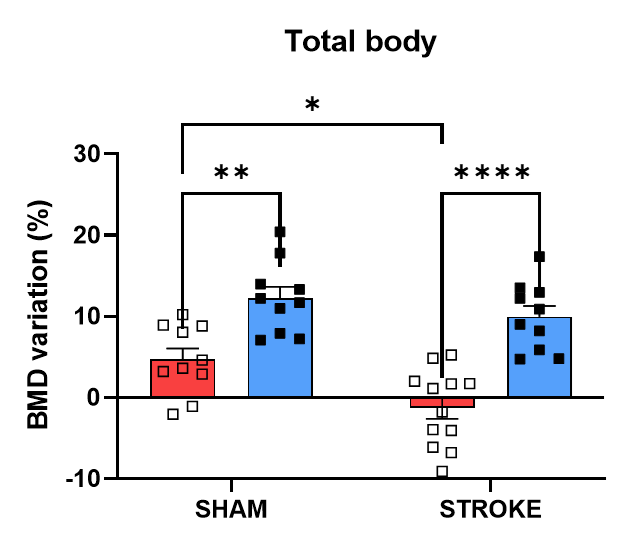 Total body
*
** ****
30
20
10
0
-10
BMD variation (%)
SHAM STROKE